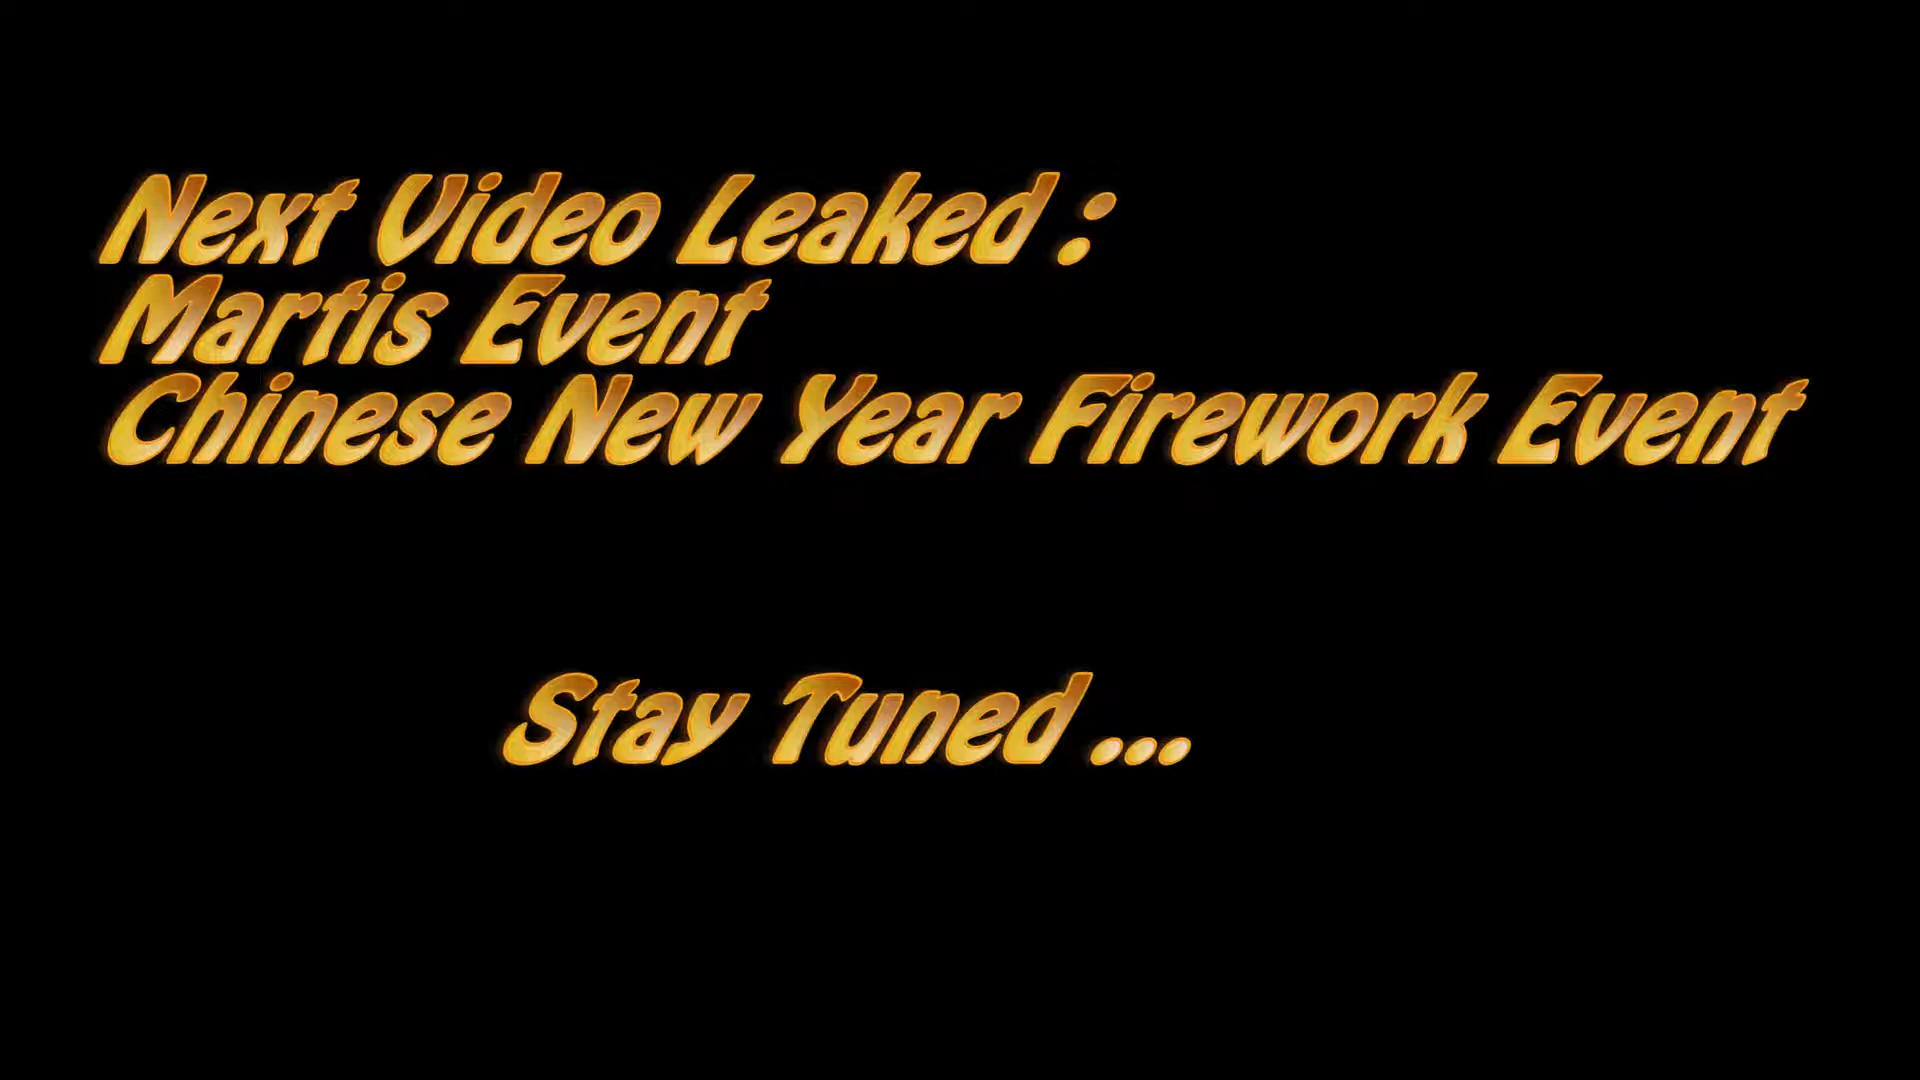 Next Video Leaked :
Martis Event
Chinese New Year Firework Event
Stay Tuned ...